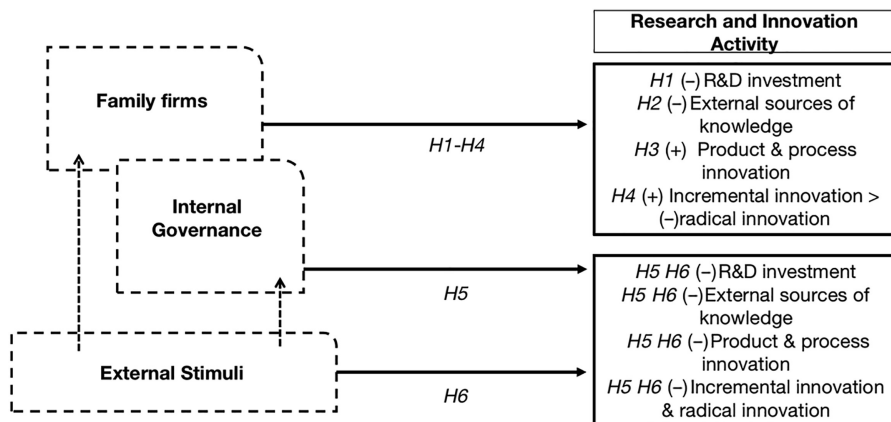 Research and Innovation
Activity
Family firms
H1-H4
H1 (–) R&D investment
H2 (–) External sources of
knowledge
H3 (+) Product & process
innovation
H4 (+) Incremental innovation >
(–)radical innovation
Internal
Governance
H5
External Stimuli
H6
H5 H6 (–) R&D investment
H5 H6 (–) External sources of
knowledge
H5 H6 (–) Product & process
innovation
H5 H6 (–) Incremental innovation
& radical innovation